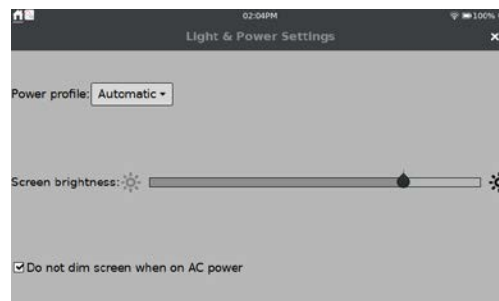 02:04PM
100%
Light & Power Settings
Power profile: Automatic
Screen brightness:
Do not dim screen when on AC power